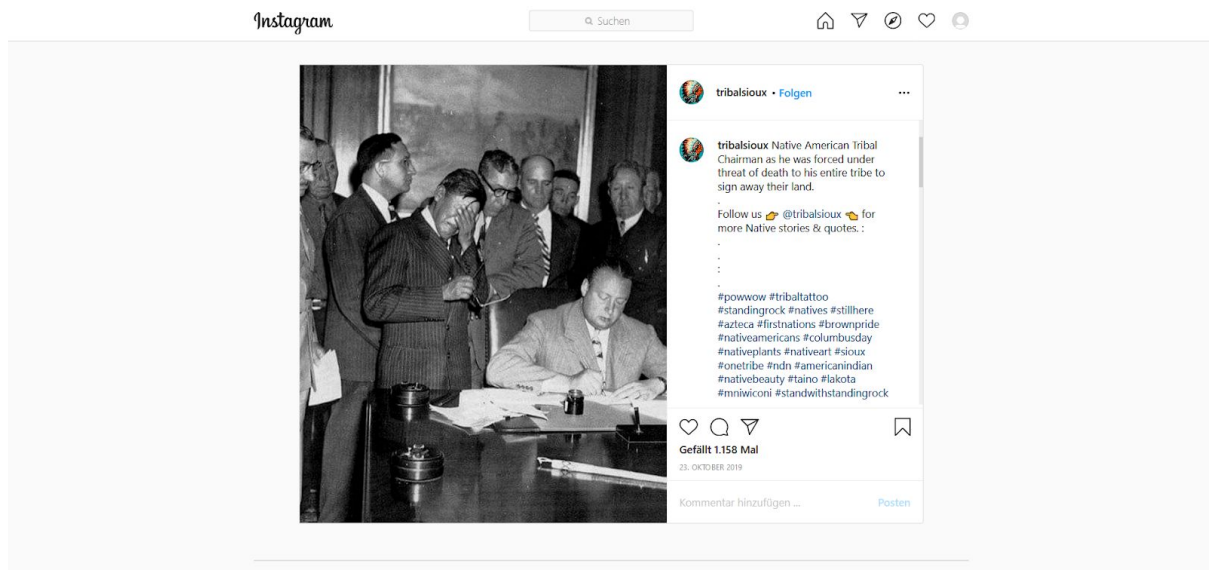 Instagram
Suchen
tribalsioux • Folgen
...
tribalsioux Native American Tribal
Chairman as he was forced under
threat of death to his entire tribe to
sign away their land.
.
Follow us 👉 @tribalsioux 👈 for
more Native stories & quotes. :
.
.
:
.
#powwow #tribaltattoo
#standingrock #natives #stillhere
#azteca #firstnations #brownpride
#nativeamericans #columbusday
#nativeplants #nativeart #sioux
#onetribe #ndn #americanindian
#nativebeauty #taino #lakota
#mniwiconi #standwithstandingrock
Gefällt 1.158 Mal
23. OKTOBER 2019
Kommentar hinzufügen ...
Posten